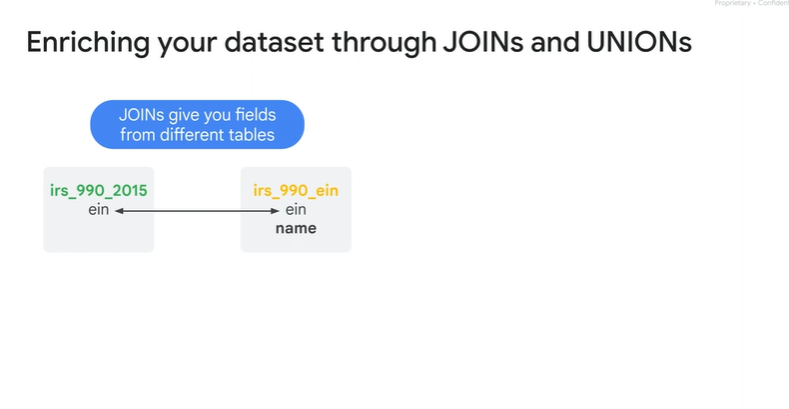 Proprietary + Confident
Enriching your dataset through JOINs and UNIONs
JOINs give you fields
from different tables
irs_990_2015
ein
irs_990_ein
ein
name